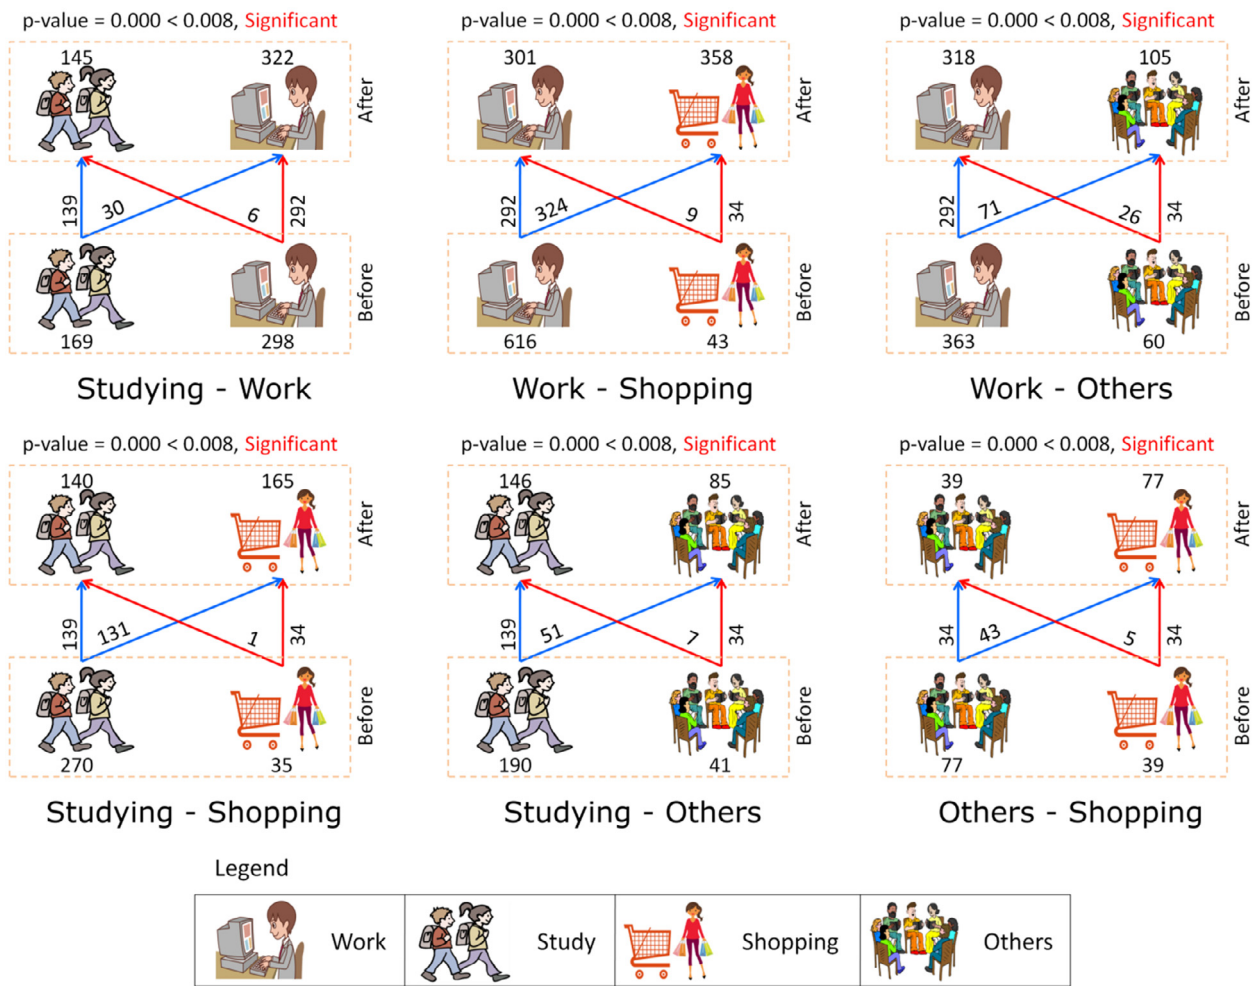 p-value = 0.000 < 0.008, Significant
145 322
After
139 30 6 292
Before
169 298
Studying - Work
p-value = 0.000 < 0.008, Significant
301 358
292 324 9 34
616 43
Work - Shopping
p-value = 0.000 < 0.008, Significant
318 105
After
292 71 26 34
Before
363 60
Work - Others
p-value = 0.000 < 0.008, Significant
140 165
After
139 131 1 34
Before
270 35
Studying - Shopping
p-value = 0.000 < 0.008, Significant
146 85
After
139 51 7 34
Before
190 41
Studying - Others
p-value = 0.000 < 0.008, Significant
39 77
After
34 43 5 34
Before
77 39
Others - Shopping
Legend
Work Study Shopping Others